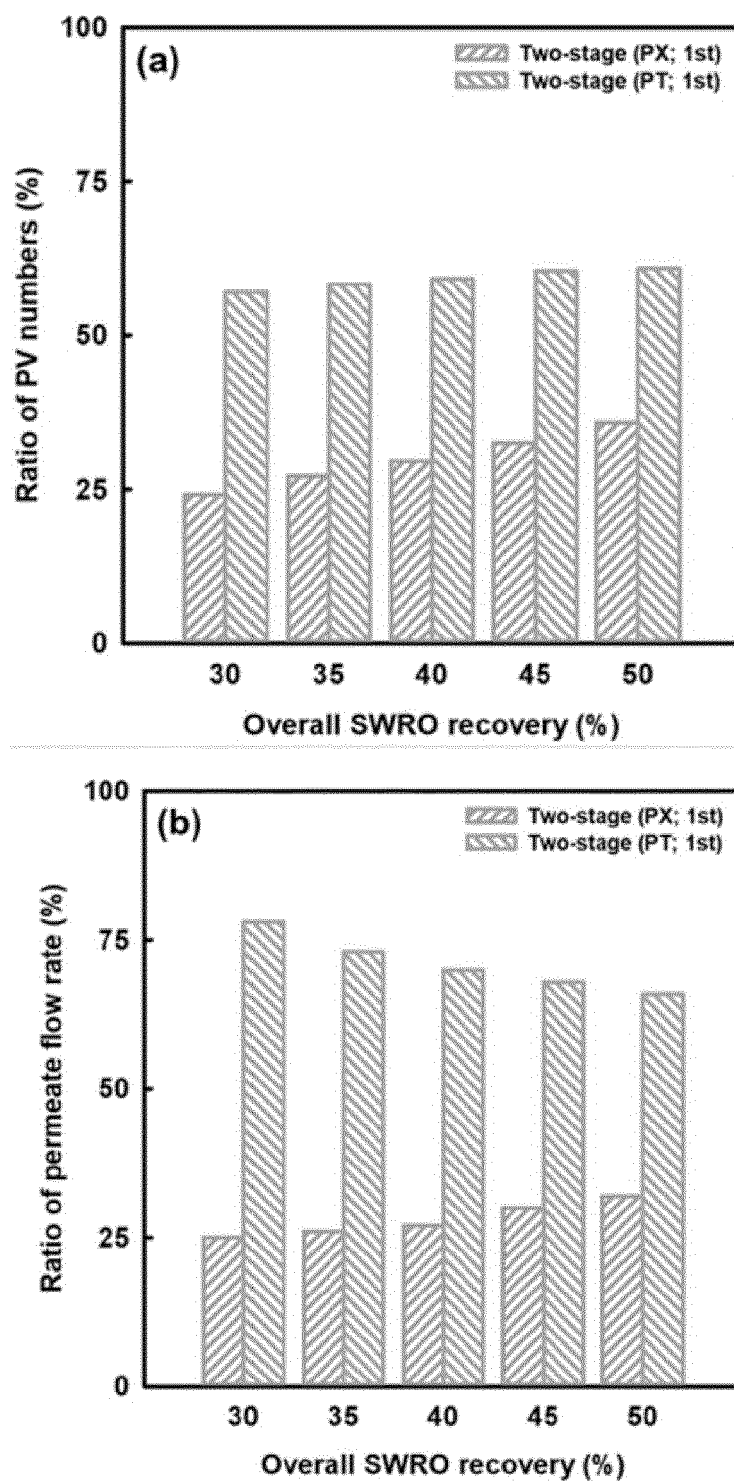 100
(a)
Two-stage (PX; 1st)
Two-stage (PT; 1st)
75
50
25
0
Ratio of PV numbers (%)
30 35 40 45 50
Overall SWRO recovery (%)
100
(b)
Two-stage (PX; 1st)
Two-stage (PT; 1st)
75
50
25
0
Ratio of permeate flow rate (%)
30 35 40 45 50
Overall SWRO recovery (%)